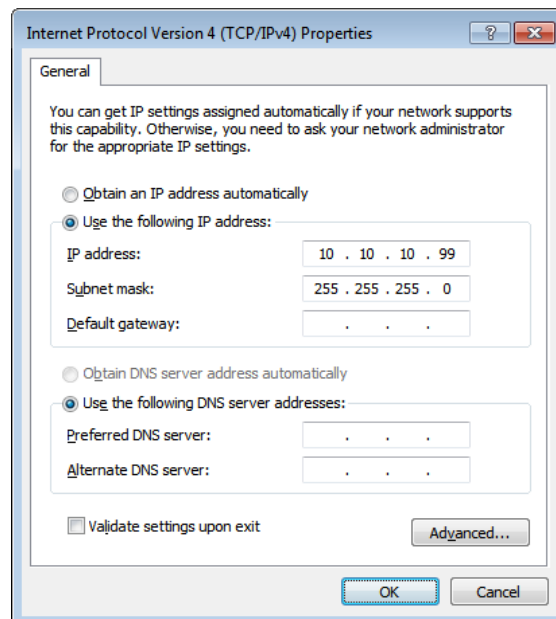 Internet Protocol Version 4 (TCP/IPv4) Properties
?
General
You can get IP settings assigned automatically if your network supports
this capability. Otherwise, you need to ask your network administrator
for the appropriate IP settings.
Obtain an IP address automatically
Use the following IP address:
IP address: 10 . 10 . 10 . 99
Subnet mask: 255 . 255 . 255 . 0
Default gateway: . . .
Obtain DNS server address automatically
Use the following DNS server addresses:
Preferred DNS server: . . .
Alternate DNS server: . . .
Validate settings upon exit
Advanced...
OK Cancel